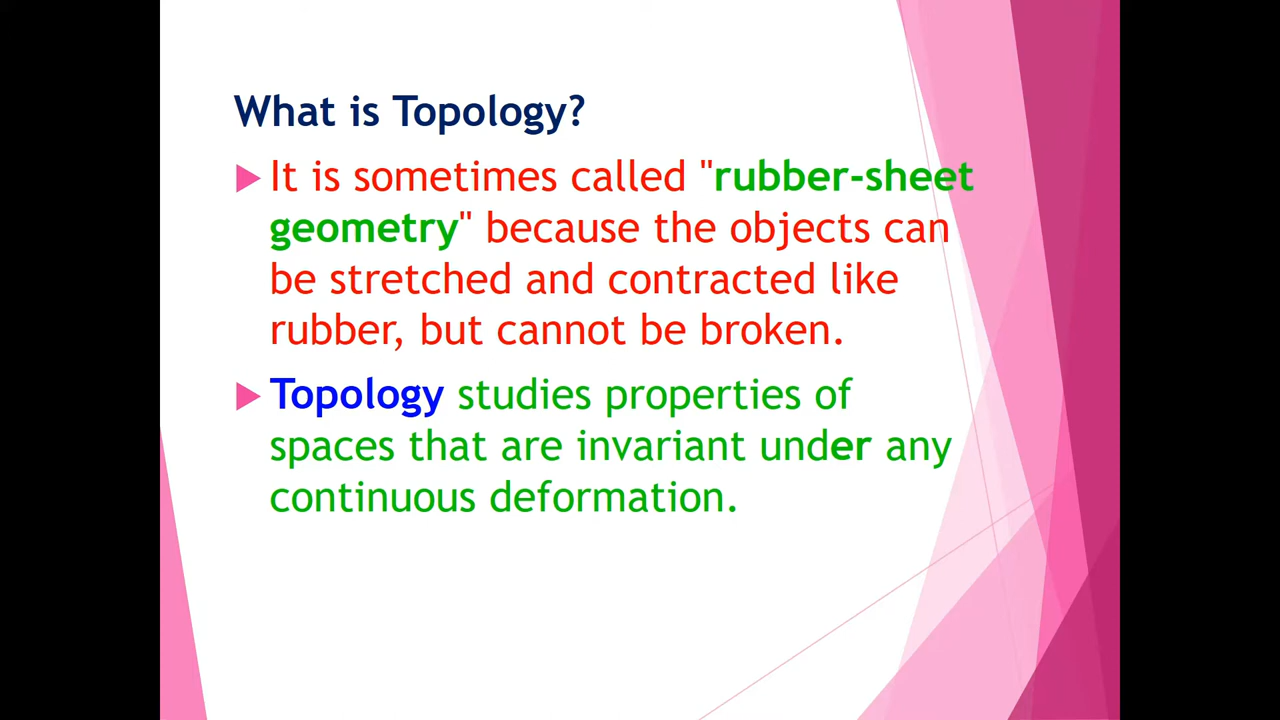 What is Topology?
It is sometimes called "rubber-sheet
geometry" because the objects can
be stretched and contracted like
rubber, but cannot be broken.
Topology studies properties of
spaces that are invariant under any
continuous deformation.